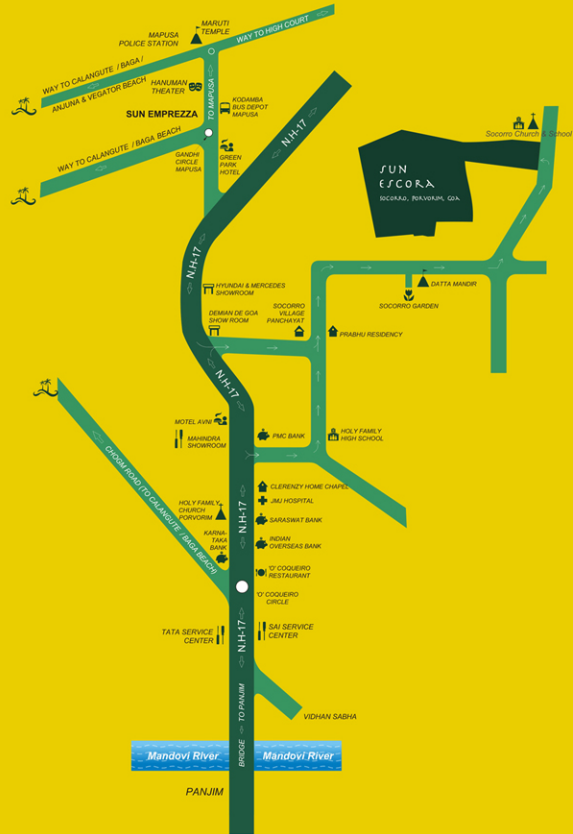 MARUTI
TEMPLE
MAPUSA
POLICE STATION
WAY TO HIGH COURT
WAY TO CALANGUTE / BAGA /
ANJUNA & VEGATOR BEACH
HANUMAN
THEATER
TO MAPUSA
KODAMBA
BUS DEPOT
MAPUSA
SUN EMPREZZA
WAY TO CALANGUTE / BAGA BEACH
GANDHI
CIRCLE
MAPUSA
GREEN
PARK
HOTEL
N.H-17
Socorro Church & School
SUN
ESCORA
SOCORRO, PORVORIM, GOA
N.H-17
HYUNDAI & MERCEDES
SHOWROOM
DATTA MANDIR
SOCORRO GARDEN
DEMIAN DE GOA
SHOW ROOM
SOCORRO
VILLAGE
PANCHAYAT
PRABHU RESIDENCY
N.H-17
MOTEL AVNI
MAHINDRA
SHOWROOM
PMC BANK
HOLY FAMILY
HIGH SCHOOL
CHOGM ROAD (TO CALANGUTE / BAGA BEACH)
CLERENZY HOME CHAPEL
JMJ HOSPITAL
HOLY FAMILY
CHURCH
PORVORIM
N.H-17
SARASWAT BANK
KARNA-
TAKA
BANK
INDIAN
OVERSEAS BANK
'O' COQUEIRO
RESTAURANT
'O' COQUEIRO
CIRCLE
TATA SERVICE
CENTER
N.H-17
SAI SERVICE
CENTER
VIDHAN SABHA
BRIDGE
TO PANJIM
Mandovi River
Mandovi River
PANJIM